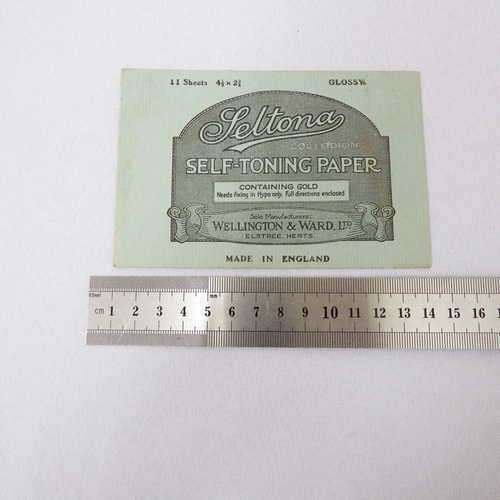 11 Sheets 4¼ × 2¾ GLOSSY.
Seltona
COLLODION
SELF-TONING PAPER
CONTAINING GOLD
Needs fixing in Hypo only. Full directions enclosed
Sole Manufacturers:
WELLINGTON & WARD, LTD
ELSTREE, HERTS.
MADE IN ENGLAND
mm
cm 1 2 3 4 5 6 7 8 9 10 11 12 13 14 15 16